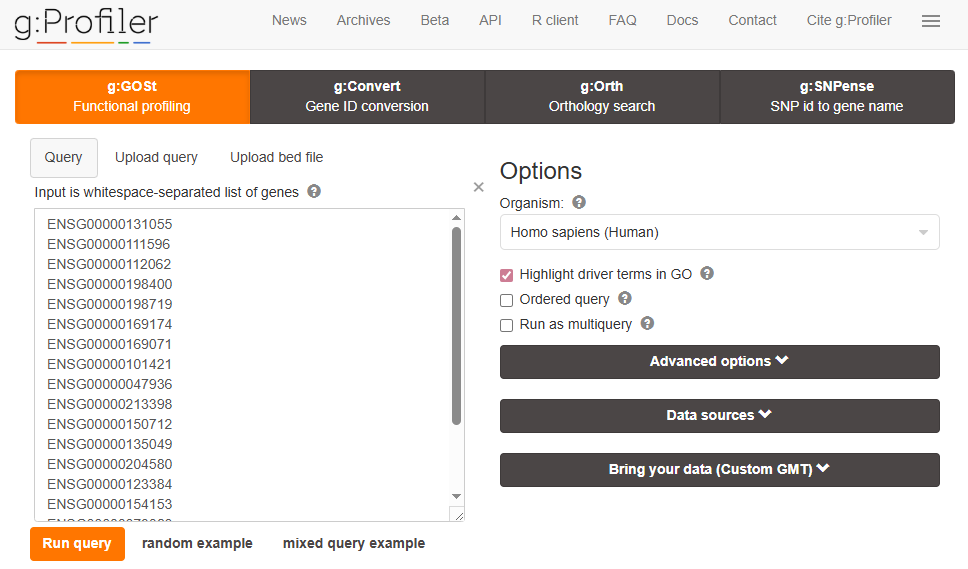 g:Profiler
News Archives Beta API R client FAQ Docs Contact Cite g:Profiler
g:GOSt
Functional profiling
g:Convert
Gene ID conversion
g:Orth
Orthology search
g:SNPense
SNP id to gene name
Query Upload query Upload bed file
Input is whitespace-separated list of genes ?
ENSG00000131055
ENSG00000111596
ENSG00000112062
ENSG00000198400
ENSG00000198719
ENSG00000169174
ENSG00000169071
ENSG00000101421
ENSG00000047936
ENSG00000213398
ENSG00000150712
ENSG00000135049
ENSG00000204580
ENSG00000123384
ENSG00000154153
Run query random example mixed query example
Options
Organism: ?
Homo sapiens (Human)
Highlight driver terms in GO ?
Ordered query ?
Run as multiquery ?
Advanced options
Data sources
Bring your data (Custom GMT)